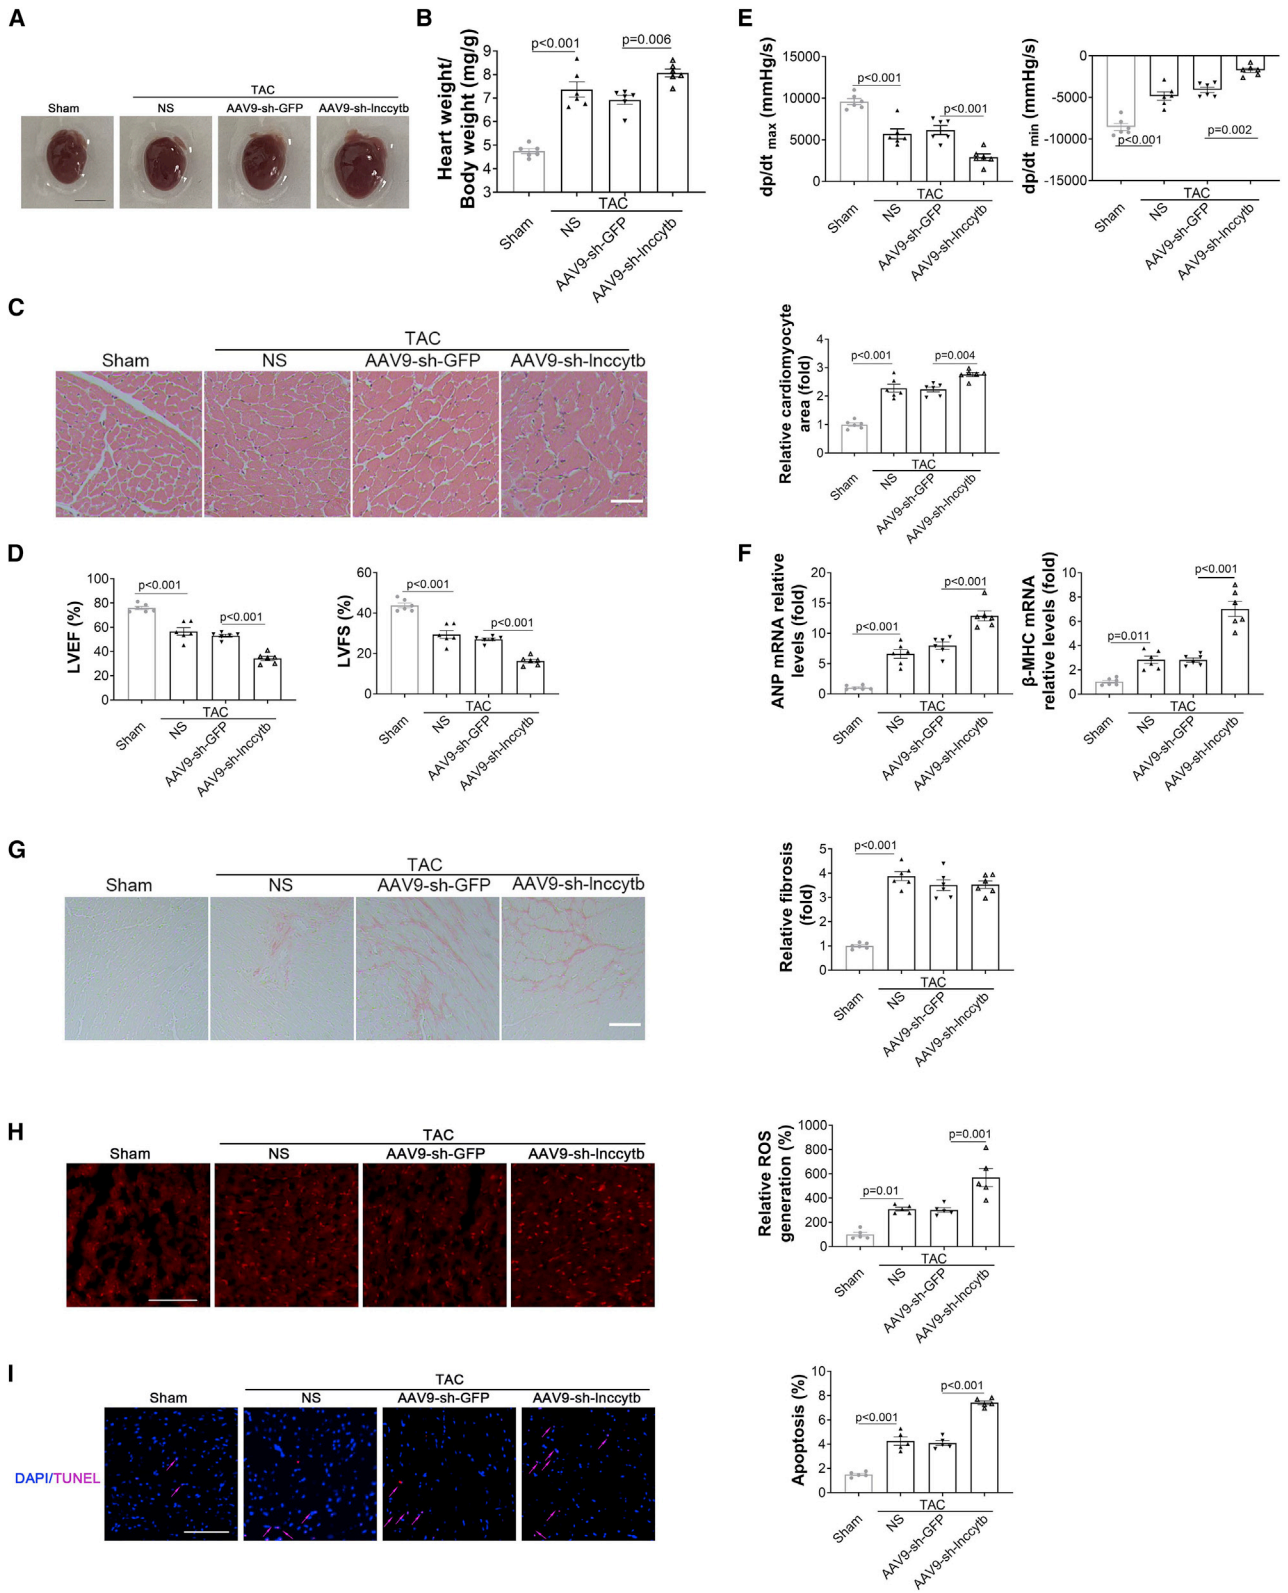 A
TAC
Sham
NS
AAV9-sh-GFP
AAV9-sh-lnccytb
B
Heart weight/
Body weight (mg/g)
9
8
7
6
5
4
3
p<0.001
p=0.006
TAC
Sham
NS
AAV9-sh-GFP
AAV9-sh-lnccytb
E
dp/dt max (mmHg/s)
15000
10000
5000
0
p<0.001
p<0.001
TAC
Sham
NS
AAV9-sh-GFP
AAV9-sh-lnccytb
dp/dt min (mmHg/s)
0
-5000
-10000
-15000
p<0.001
p=0.002
TAC
Sham
NS
AAV9-sh-GFP
AAV9-sh-lnccytb
C
TAC
Sham
NS
AAV9-sh-GFP
AAV9-sh-lnccytb
Relative cardiomyocyte
area (fold)
4
3
2
1
0
p<0.001
p=0.004
TAC
Sham
NS
AAV9-sh-GFP
AAV9-sh-lnccytb
D
LVEF (%)
100
80
60
40
20
0
p<0.001
p<0.001
TAC
Sham
NS
AAV9-sh-GFP
AAV9-sh-lnccytb
LVFS (%)
60
40
20
0
p<0.001
p<0.001
TAC
Sham
NS
AAV9-sh-GFP
AAV9-sh-lnccytb
F
ANP mRNA relative
levels (fold)
20
15
10
5
0
p<0.001
p<0.001
TAC
Sham
NS
AAV9-sh-GFP
AAV9-sh-lnccytb
β-MHC mRNA
relative levels (fold)
10
8
6
4
2
0
p=0.011
p<0.001
TAC
Sham
NS
AAV9-sh-GFP
AAV9-sh-lnccytb
G
TAC
Sham
NS
AAV9-sh-GFP
AAV9-sh-lnccytb
Relative fibrosis
(fold)
5
4
3
2
1
0
p<0.001
TAC
Sham
NS
AAV9-sh-GFP
AAV9-sh-lnccytb
H
TAC
Sham
NS
AAV9-sh-GFP
AAV9-sh-lnccytb
Relative ROS
generation (%)
1000
800
600
400
200
0
p=0.01
p=0.001
TAC
Sham
NS
AAV9-sh-GFP
AAV9-sh-lnccytb
I
TAC
Sham
NS
AAV9-sh-GFP
AAV9-sh-lnccytb
DAPI/TUNEL
Apoptosis (%)
10
8
6
4
2
0
p<0.001
p<0.001
TAC
Sham
NS
AAV9-sh-GFP
AAV9-sh-lnccytb